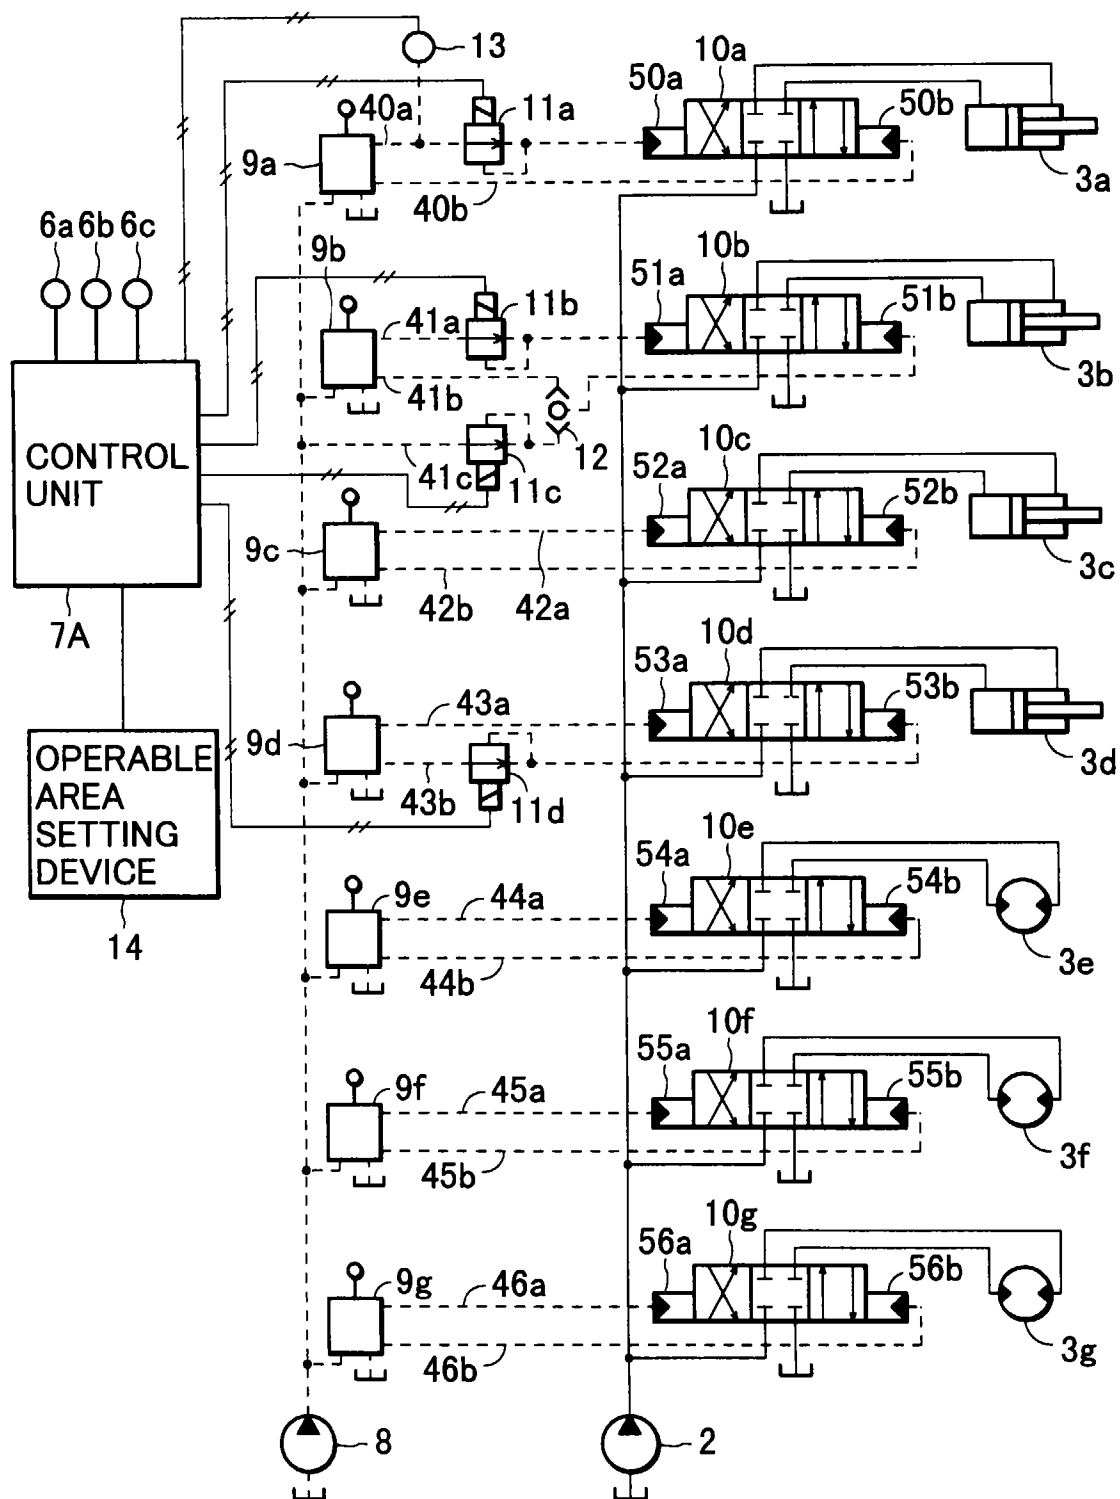 13
10a
50a
50b
11a
40a
9a
40b
3a
6a 6b 6c
9b
10b
51a
51b
11b
41a
41b
3b
12
CONTROL
UNIT
41c
11c
10c
52a
52b
9c
3c
42b
42a
7A
10d
53a
53b
43a
9d
43b
11d
3d
OPERABLE
AREA
SETTING
DEVICE
14
10e
54a
54b
9e
44a
44b
3e
10f
55a
55b
9f
45a
45b
3f
10g
56a
56b
9g
46a
46b
3g
8
2